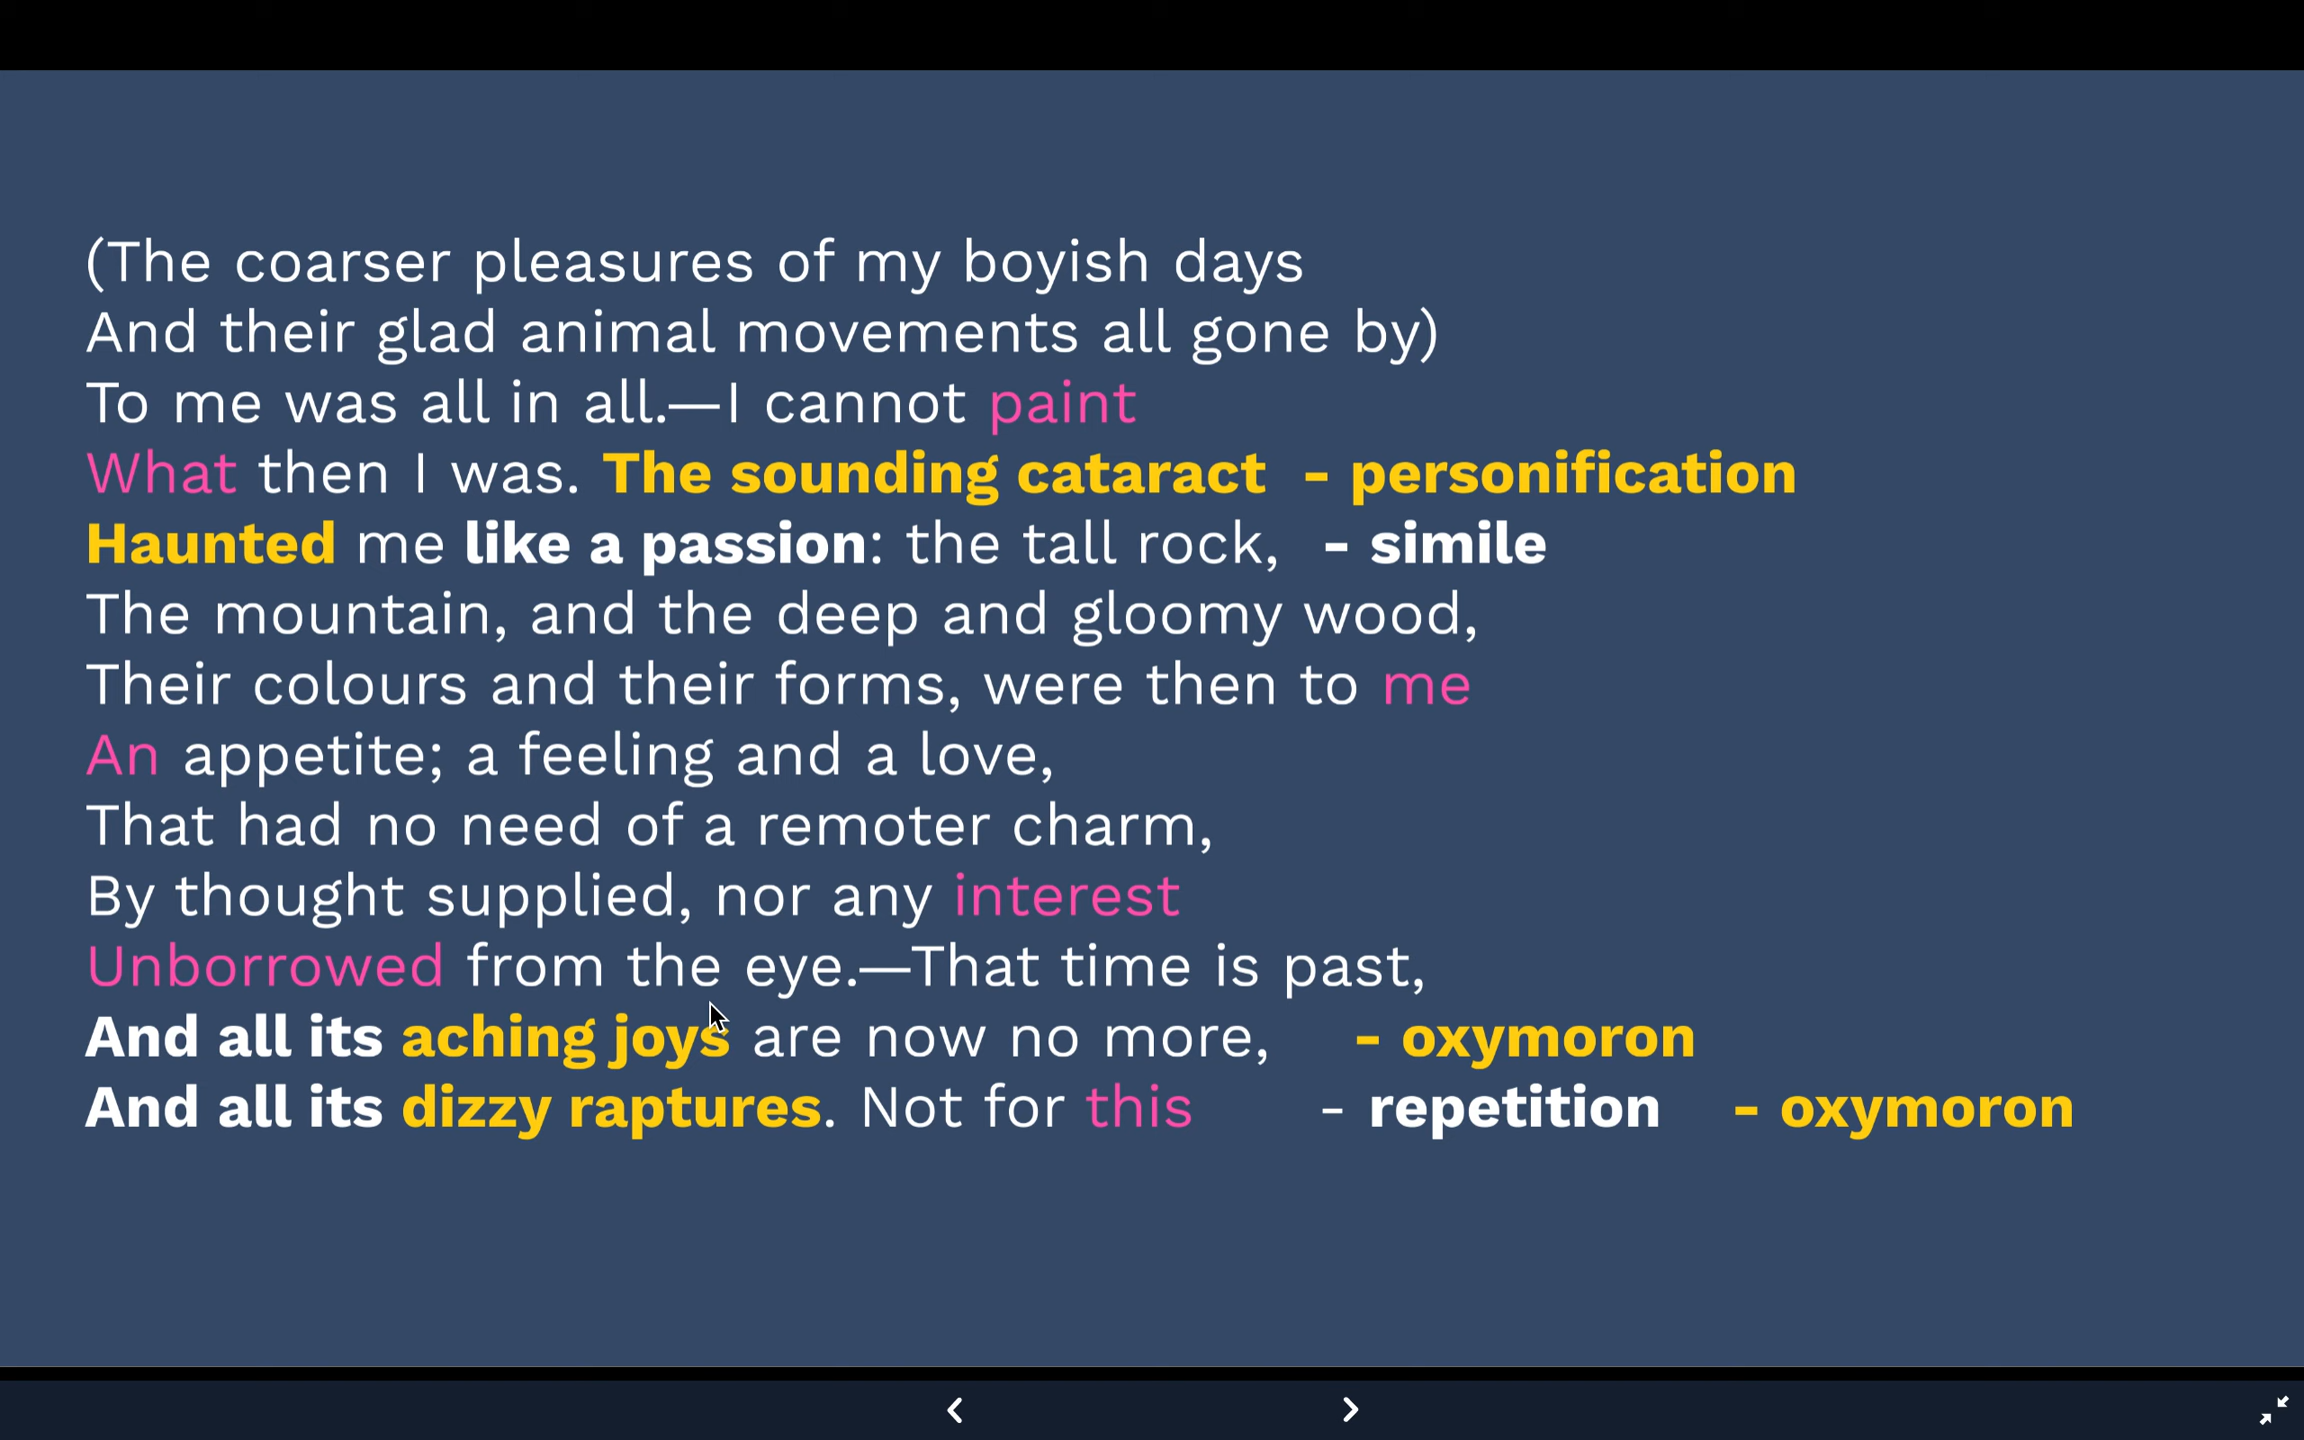 (The coarser pleasures of my boyish days
And their glad animal movements all gone by)
To me was all in all.—I cannot paint
What then I was. The sounding cataract - personification
Haunted me like a passion: the tall rock, - simile
The mountain, and the deep and gloomy wood,
Their colours and their forms, were then to me
An appetite; a feeling and a love,
That had no need of a remoter charm,
By thought supplied, nor any interest
Unborrowed from the eye.—That time is past,
And all its aching joys are now no more, - oxymoron
And all its dizzy raptures. Not for this - repetition - oxymoron